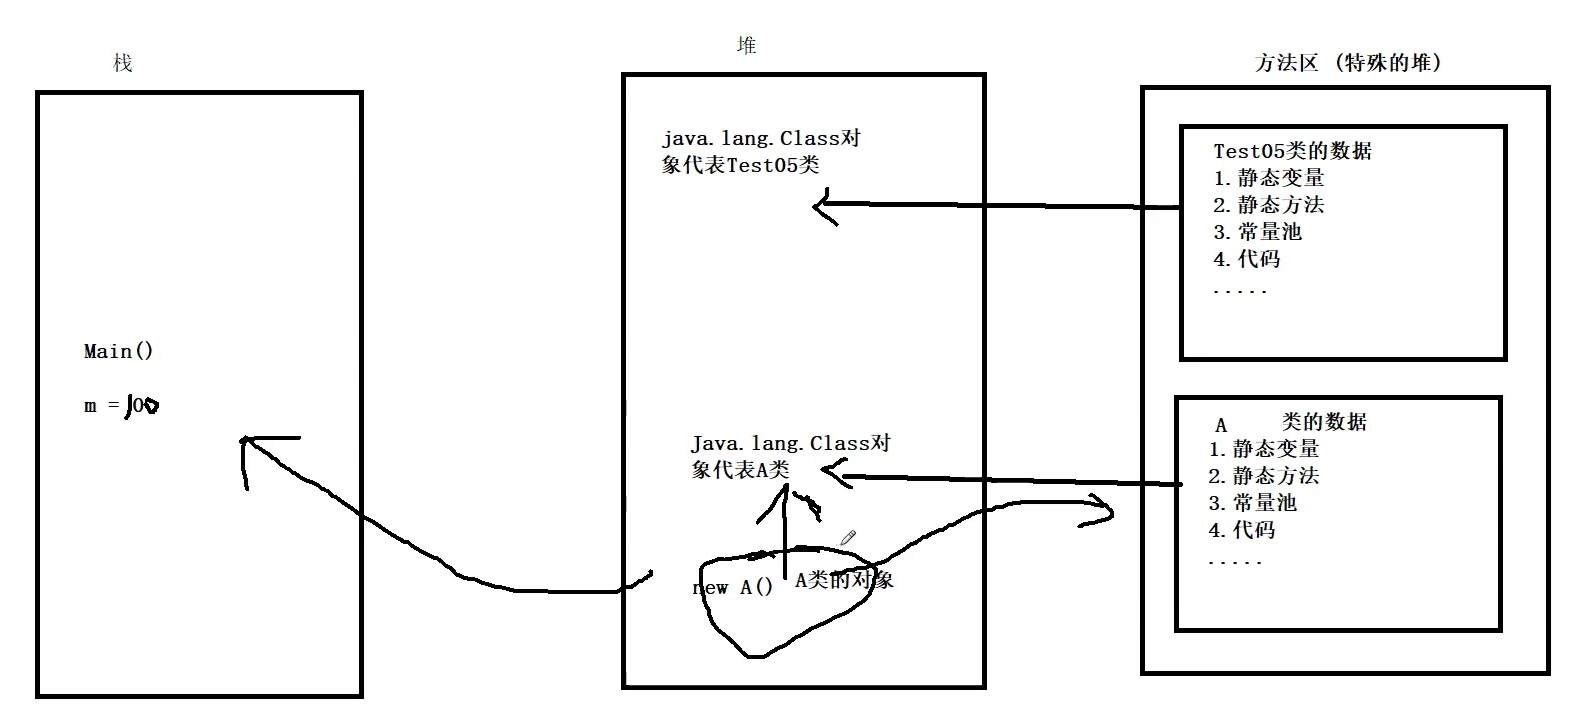 栈
堆
方法区 (特殊的堆)
java.lang.Class对
象代表Test05类
Test05类的数据
1.静态变量
2.静态方法
3.常量池
4.代码
.....
Main()
m = 100
Java.lang.Class对
象代表A类
A 类的数据
1.静态变量
2.静态方法
3.常量池
4.代码
.....
new A() A类的对象